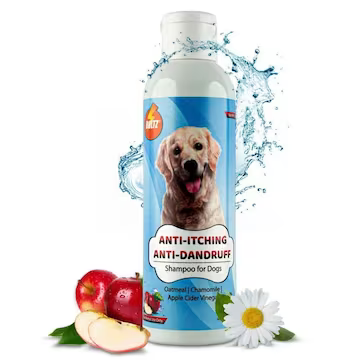 ANTI-ITCHING
ANTI-DANDRUFF
Shampoo for Dogs
Oatmeal | Chamomile |
Apple Cider Vinegar